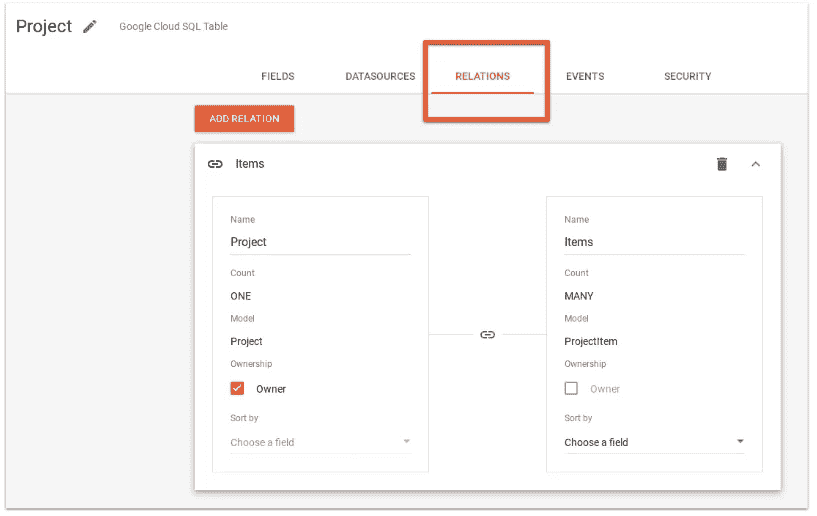 Project Google Cloud SQL Table
FIELDS DATASOURCES RELATIONS EVENTS SECURITY
ADD RELATION
Items
Name Name
Project Items
Count Count
ONE MANY
Model Model
Project ProjectItem
Ownership Ownership
Owner Owner
Sort by Sort by
Choose a field Choose a field